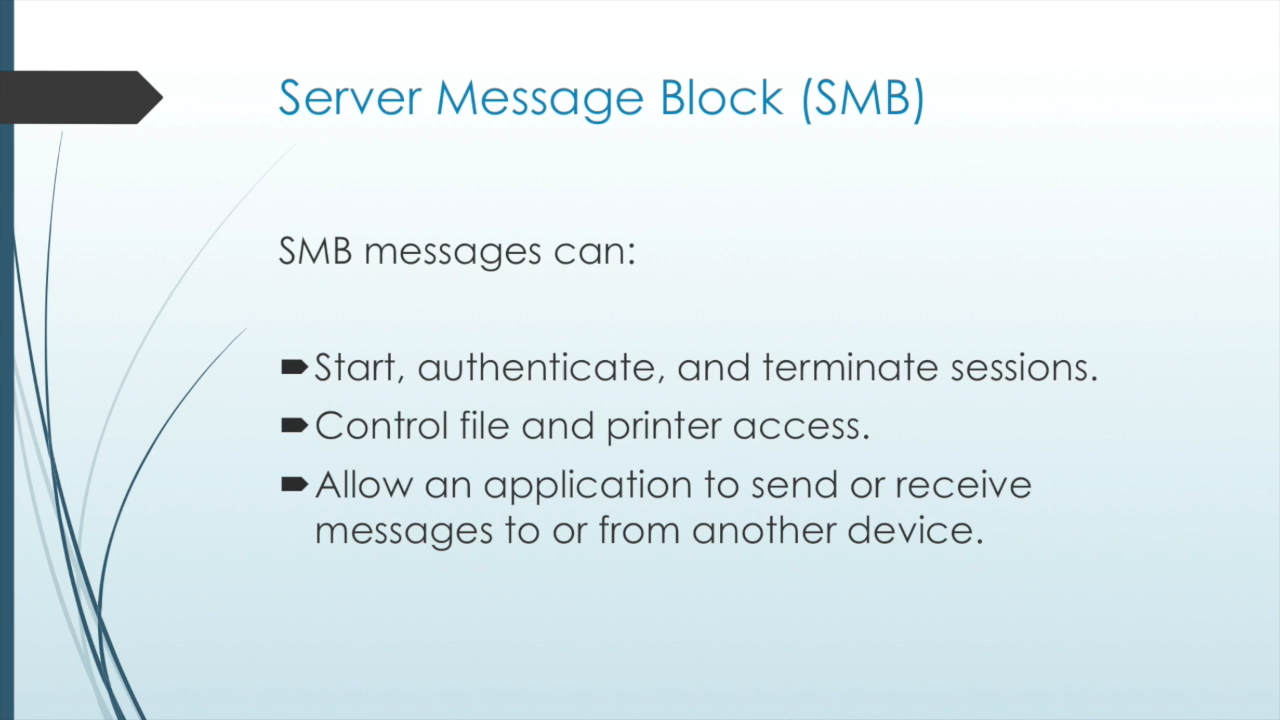 Server Message Block (SMB)
SMB messages can:
Start, authenticate, and terminate sessions.
Control file and printer access.
Allow an application to send or receive
messages to or from another device.